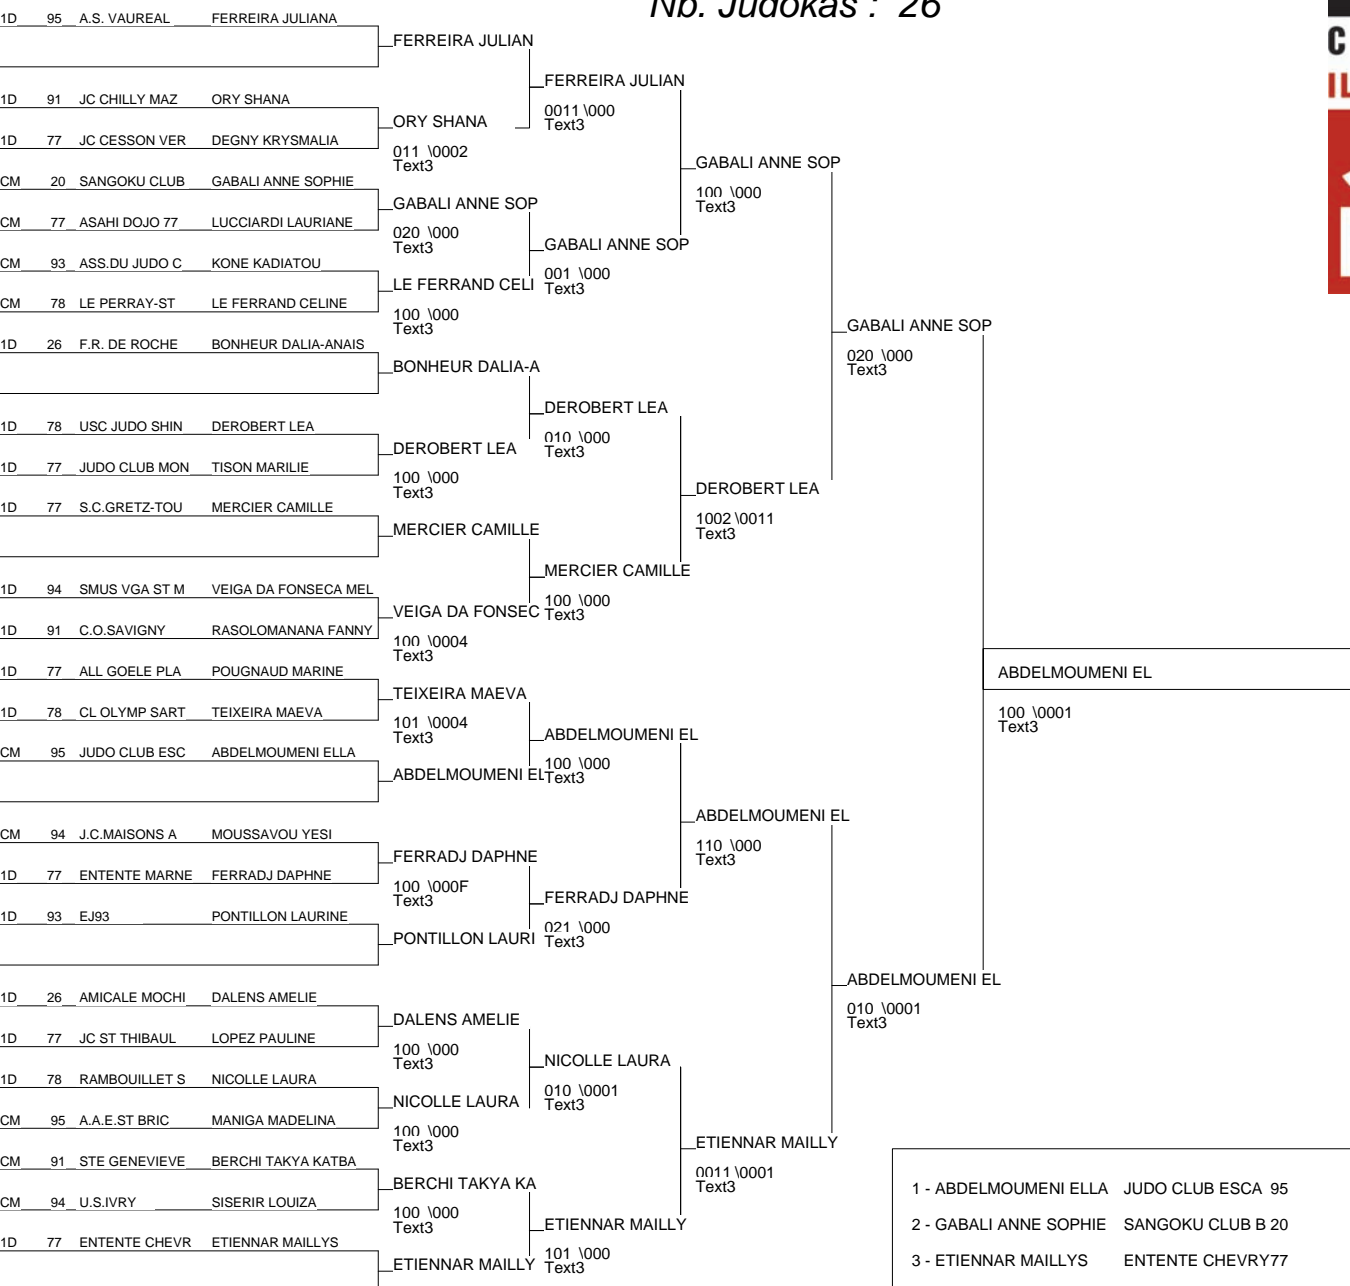 Nb. Judokas : 26
1D 95 A.S. VAUREAL FERREIRA JULIANA
1D 91 JC CHILLY MAZ ORY SHANA
1D 77 JC CESSON VER DEGNY KRYSMALIA
CM 20 SANGOKU CLUB GABALI ANNE SOPHIE
CM 77 ASAHI DOJO 77 LUCCIARDI LAURIANE
CM 93 ASS.DU JUDO C KONE KADIATOU
CM 78 LE PERRAY-ST LE FERRAND CELINE
1D 26 F.R. DE ROCHE BONHEUR DALIA-ANAIS
1D 78 USC JUDO SHIN DEROBERT LEA
1D 77 JUDO CLUB MON TISON MARILIE
1D 77 S.C.GRETZ-TOU MERCIER CAMILLE
1D 94 SMUS VGA ST M VEIGA DA FONSECA MEL
1D 91 C.O.SAVIGNY RASOLOMANANA FANNY
1D 77 ALL GOELE PLA POUGNAUD MARINE
1D 78 CL OLYMP SART TEIXEIRA MAEVA
CM 95 JUDO CLUB ESC ABDELMOUMENI ELLA
CM 94 J.C.MAISONS A MOUSSAVOU YESI
1D 77 ENTENTE MARNE FERRADJ DAPHNE
1D 93 EJ93 PONTILLON LAURINE
1D 26 AMICALE MOCHI DALENS AMELIE
1D 77 JC ST THIBAUL LOPEZ PAULINE
1D 78 RAMBOUILLET S NICOLLE LAURA
CM 95 A.A.E.ST BRIC MANIGA MADELINA
CM 91 STE GENEVIEVE BERCHI TAKYA KATBA
CM 94 U.S.IVRY SISERIR LOUIZA
1D 77 ENTENTE CHEVR ETIENNAR MAILLYS
FERREIRA JULIAN
ORY SHANA
011 \0002
Text3
GABALI ANNE SOP
020 \000
Text3
LE FERRAND CELI
100 \000
Text3
BONHEUR DALIA-A
DEROBERT LEA
100 \000
Text3
MERCIER CAMILLE
VEIGA DA FONSEC
100 \0004
Text3
TEIXEIRA MAEVA
101 \0004
Text3
ABDELMOUMENI EL
FERRADJ DAPHNE
100 \000F
Text3
PONTILLON LAURI
DALENS AMELIE
100 \000
Text3
NICOLLE LAURA
100 \000
Text3
BERCHI TAKYA KA
100 \000
Text3
ETIENNAR MAILLY
FERREIRA JULIAN
0011 \000
Text3
GABALI ANNE SOP
001 \000
Text3
DEROBERT LEA
010 \000
Text3
MERCIER CAMILLE
100 \000
Text3
ABDELMOUMENI EL
100 \000
Text3
FERRADJ DAPHNE
021 \000
Text3
NICOLLE LAURA
010 \0001
Text3
ETIENNAR MAILLY
101 \000
Text3
GABALI ANNE SOP
100 \000
Text3
DEROBERT LEA
1002 \0011
Text3
ABDELMOUMENI EL
110 \000
Text3
ETIENNAR MAILLY
0011 \0001
Text3
GABALI ANNE SOP
020 \000
Text3
ABDELMOUMENI EL
010 \0001
Text3
ABDELMOUMENI EL
100 \0001
Text3
1 - ABDELMOUMENI ELLA JUDO CLUB ESCA 95
2 - GABALI ANNE SOPHIE SANGOKU CLUB B 20
3 - ETIENNAR MAILLYS ENTENTE CHEVRY77